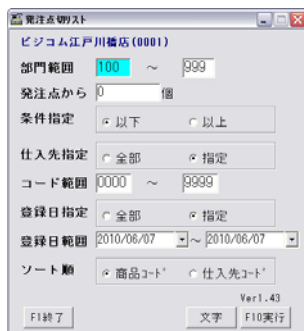 発注点切リスト
ビジコム江戸川橋店(0001)
部門範囲 100 ～ 999
発注点から 0 個
条件指定 以下 以上
仕入先指定 全部 指定
コード範囲 0000 ～ 9999
登録日指定 全部 指定
登録日範囲 2010/06/07 ～ 2010/06/07
ソート順 商品コード 仕入先コード
Ver1.43
F1終了 文字 F10実行